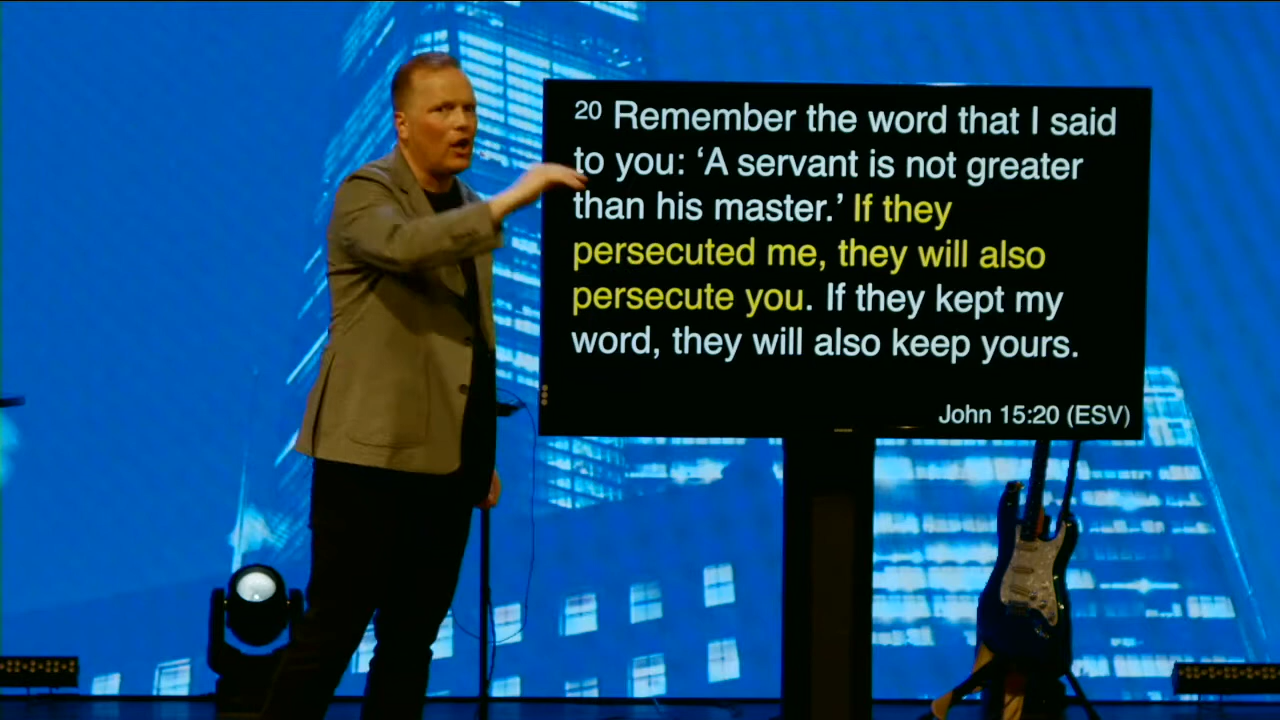 20 Remember the word that I said
to you: ‘A servant is not greater
than his master.’ If they
persecuted me, they will also
persecute you. If they kept my
word, they will also keep yours.
John 15:20 (ESV)